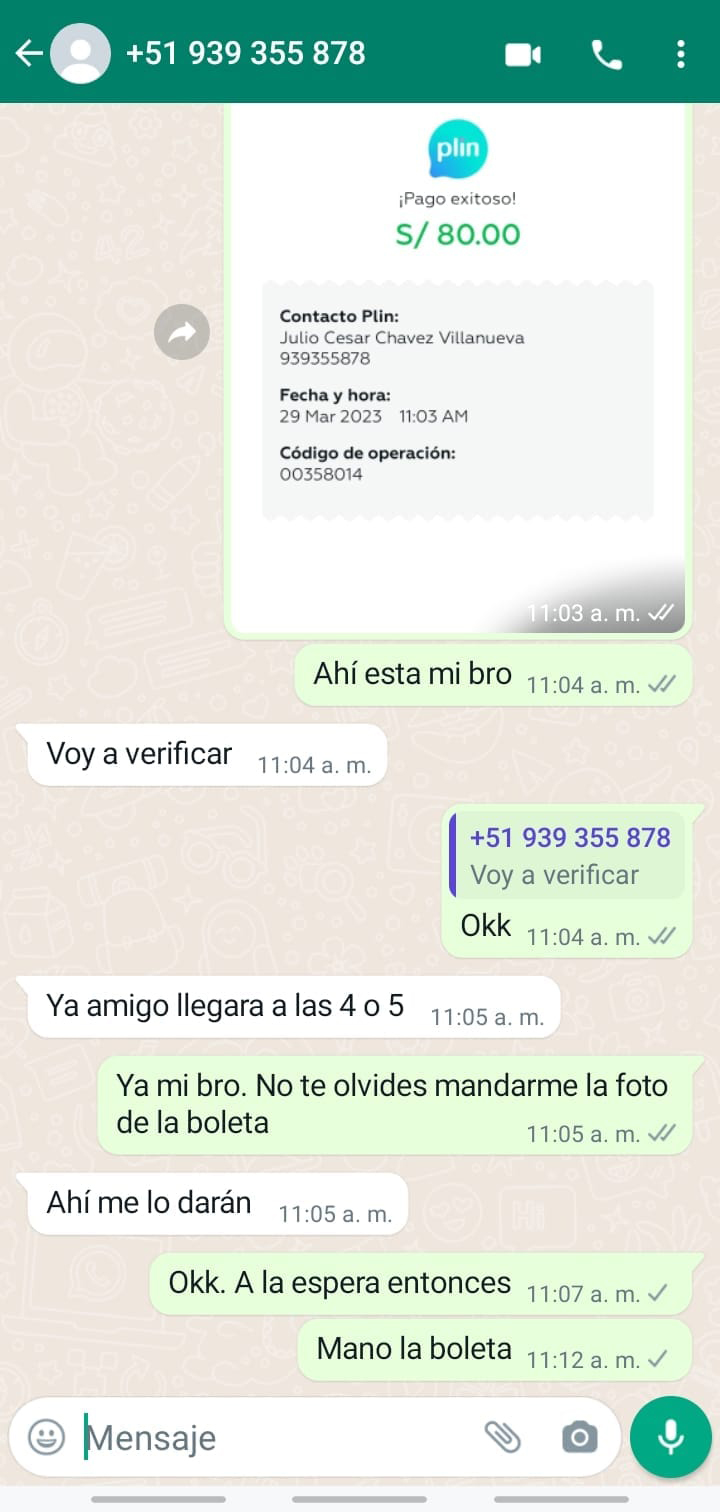 +51 939 355 878
plin
¡Pago exitoso!
S/ 80.00
Contacto Plin:
Julio Cesar Chavez Villanueva
939355878
Fecha y hora:
29 Mar 2023 11:03 AM
Código de operación:
00358014
11:03 a. m.
Ahí esta mi bro 11:04 a. m.
Voy a verificar 11:04 a. m.
+51 939 355 878
Voy a verificar
Okk 11:04 a. m.
Ya amigo llegara a las 4 o 5 11:05 a. m.
Ya mi bro. No te olvides mandarme la foto
de la boleta 11:05 a. m.
Ahí me lo darán 11:05 a. m.
Okk. A la espera entonces 11:07 a. m.
Mano la boleta 11:12 a. m.
Mensaje